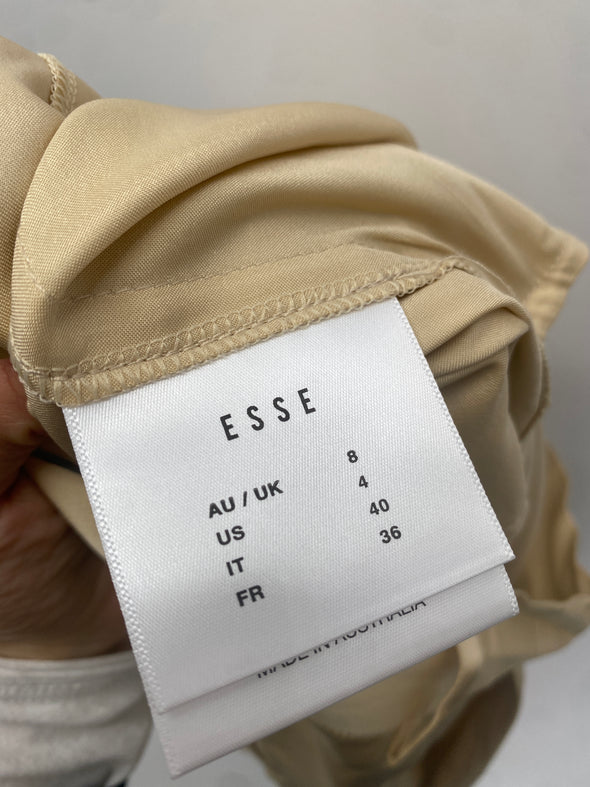 ESSE
AU / UK 8
US 4
IT 40
FR 36
MADE IN AUSTRALIA